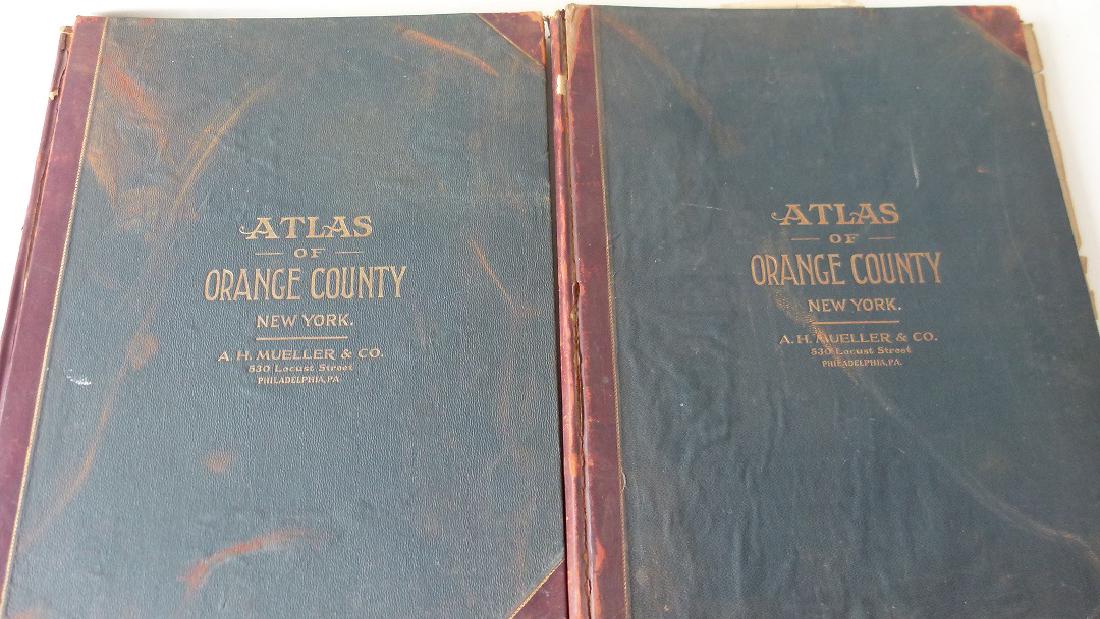 ATLAS
OF
ORANGE COUNTY
NEW YORK.
A. H. MUELLER & CO.
530 Locust Street
PHILADELPHIA, PA
ATLAS
OF
ORANGE COUNTY
NEW YORK.
A. H. MUELLER & CO.
530 Locust Street
PHILADELPHIA, PA.